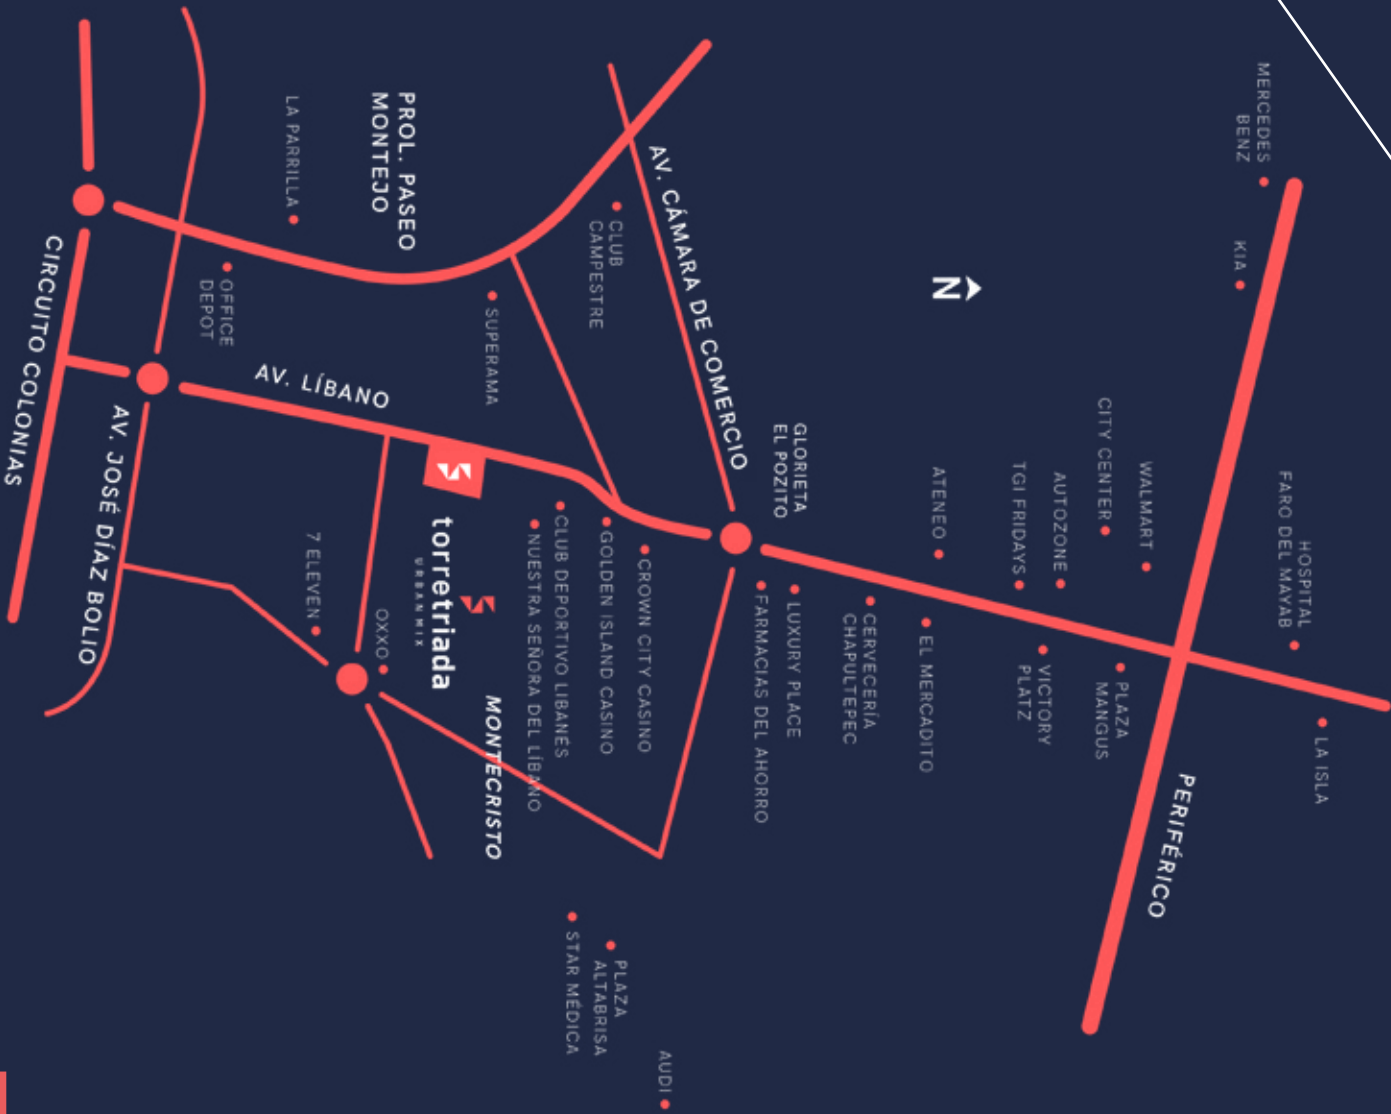 MERCEDES
BENZ
KIA
HOSPITAL
FARO DEL MAYAB
LA ISLA
PERIFÉRICO
WALMART
CITY CENTER
PLAZA
MANGUS
AUTOZONE
TGI FRIDAYS
VICTORY
PLATZ
N
ATENEO
EL MERCADITO
CERVECERÍA
CHAPULTEPEC
GLORIETA
EL POZITO
LUXURY PLACE
FARMACIAS DEL AHORRO
AV. CÁMARA DE COMERCIO
CLUB
CAMPESTRE
CROWN CITY CASINO
GOLDEN ISLAND CASINO
CLUB DEPORTIVO LIBANÉS
NUESTRA SEÑORA DEL LÍBANO
AUDI
PLAZA
ALTABRISA
STAR MÉDICA
SUPERAMA
MONTECRISTO
torretriada
URBAN MIX
PROL. PASEO
MONTEJO
OXXO
7 ELEVEN
AV. LÍBANO
LA PARRILLA
OFFICE
DEPOT
AV. JOSÉ DÍAZ BOLIO
CIRCUITO COLONIAS